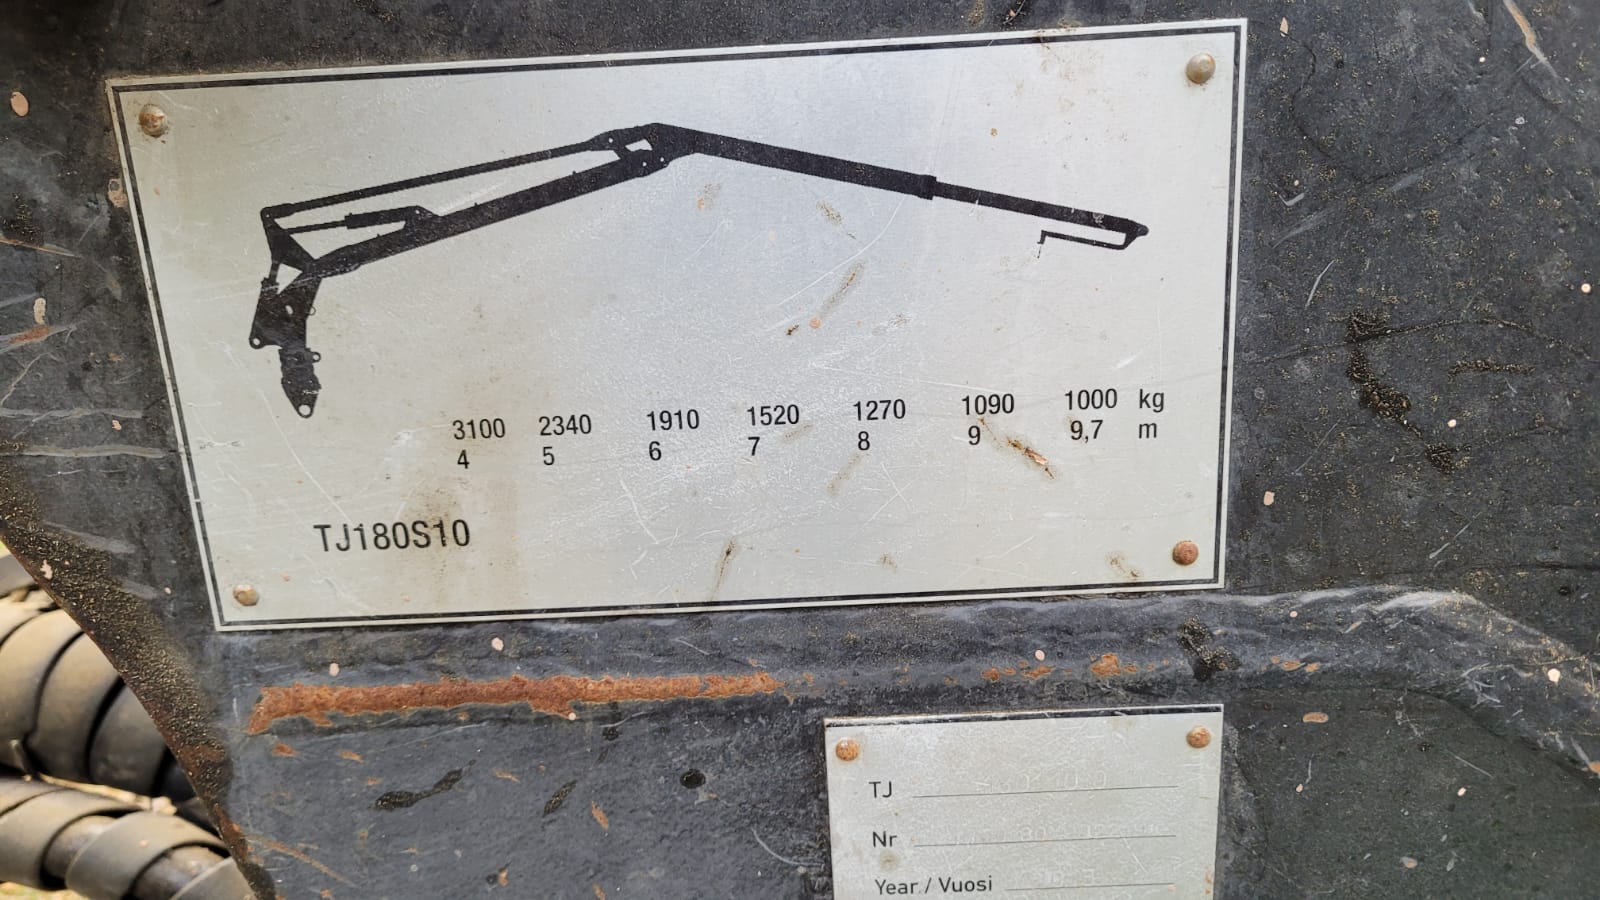 3100 2340 1910 1520 1270 1090 1000 kg
4 5 6 7 8 9 9,7 m
TJ180S10
TJ
Nr
Year / Vuosi